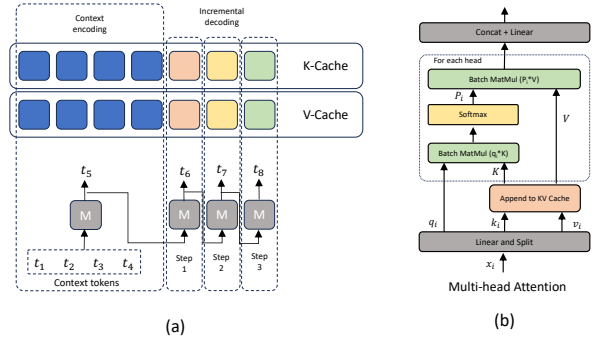 Context
encoding
Incremental
decoding
K-Cache
V-Cache
t₅
t₆
t₇
t₈
M
M
M
M
t₁ t₂ t₃ t₄
Context tokens
Step
1
Step
2
Step
3
(a)
Concat + Linear
For each head
Batch MatMul (Pᵢ*V)
Pᵢ
Softmax
V
Batch MatMul (qᵢ*K)
K
Append to KV Cache
qᵢ
kᵢ
vᵢ
Linear and Split
xᵢ
Multi-head Attention
(b)